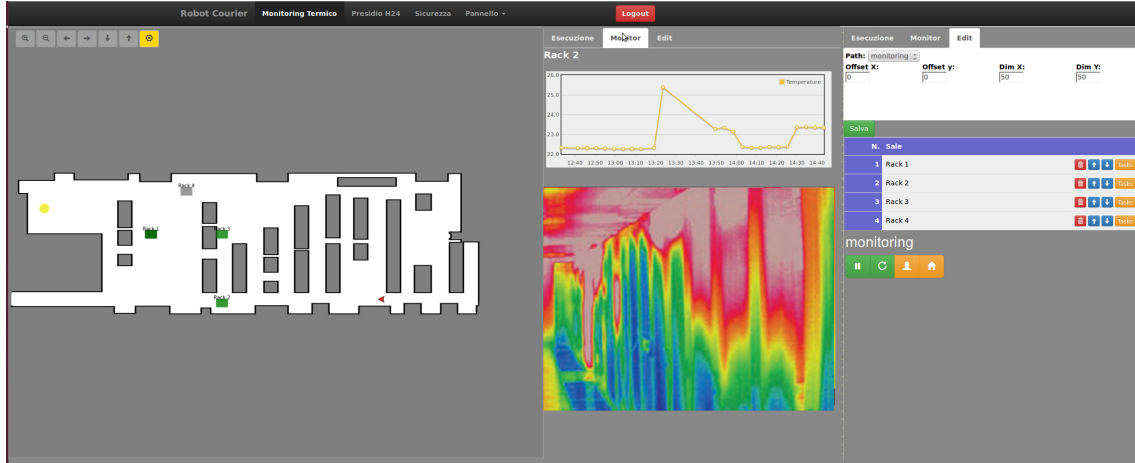 Robot Courier Monitoring Termico Presidio H24 Sicurezza Pannello Logout
Esecuzione Monitor Edit
Rack 2
26.0
25.0
24.0
23.0
22.0
Temperature
12:40 12:50 13:00 13:10 13:20 13:30 13:40 13:50 14:00 14:10 14:20 14:30 14:40
Rack 4
Rack 1
Rack 3
Rack 2
Esecuzione Monitor Edit
Path: monitoring
Offset X: Offset y: Dim X: Dim Y:
0 0 50 50
Salva
N. Sale
1 Rack 1 Tasks
2 Rack 2 Tasks
3 Rack 3 Tasks
4 Rack 4 Tasks
monitoring